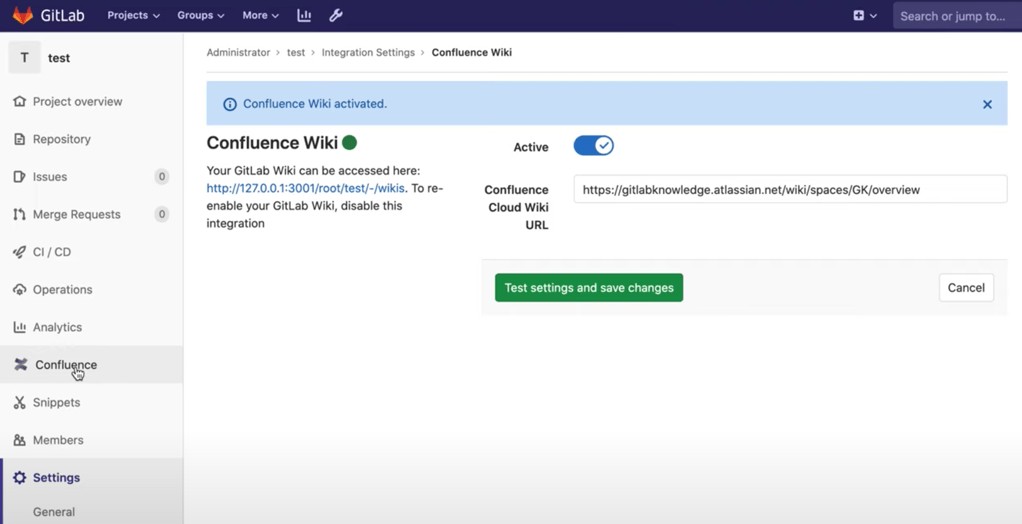 GitLab
Projects
Groups
More
Search or jump to...
T
test
Project overview
Repository
Issues
0
Merge Requests
0
CI / CD
Operations
Analytics
Confluence
Snippets
Members
Settings
General
Administrator > test > Integration Settings > Confluence Wiki
Confluence Wiki activated.
Confluence Wiki
Your GitLab Wiki can be accessed here:
http://127.0.0.1:3001/root/test/-/wikis. To re-
enable your GitLab Wiki, disable this
integration
Active
Confluence
Cloud Wiki
URL
https://gitlabknowledge.atlassian.net/wiki/spaces/GK/overview
Test settings and save changes
Cancel